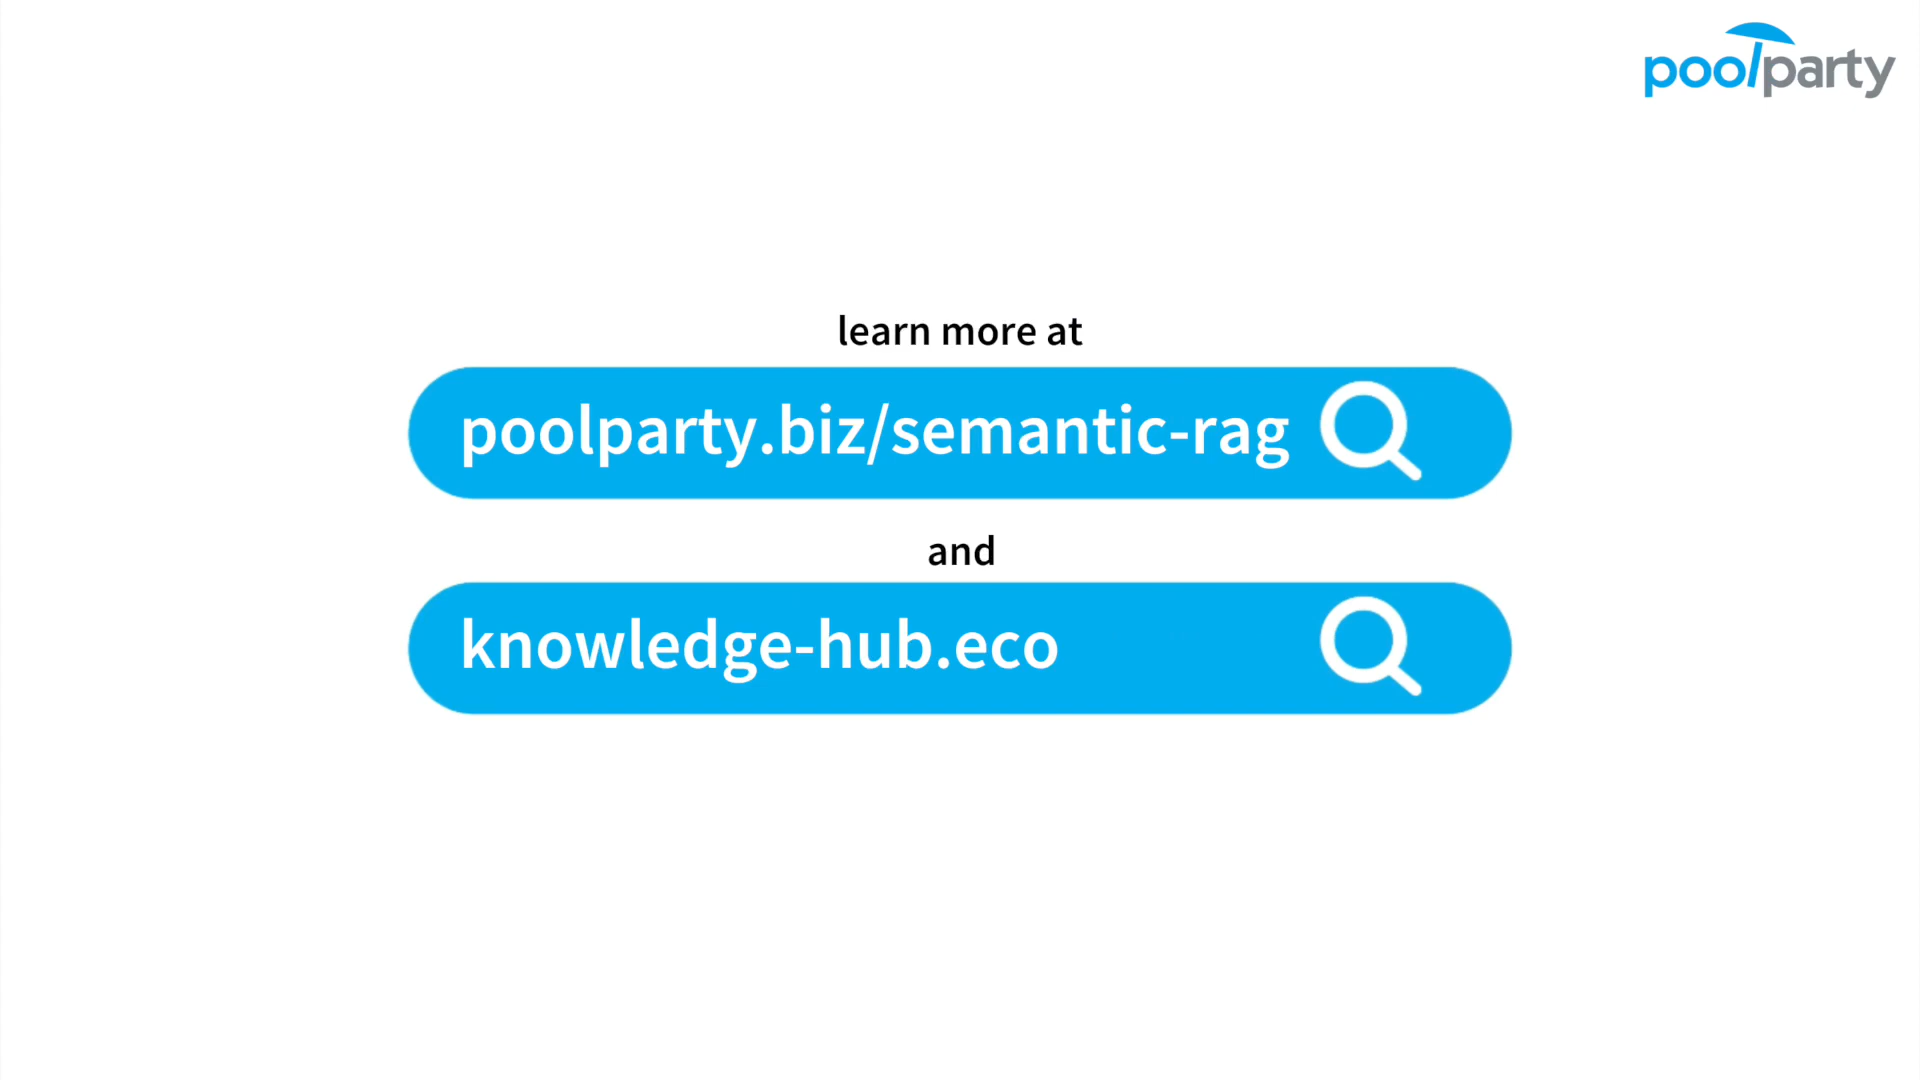 poolparty
learn more at
poolparty.biz/semantic-rag
and
knowledge-hub.eco